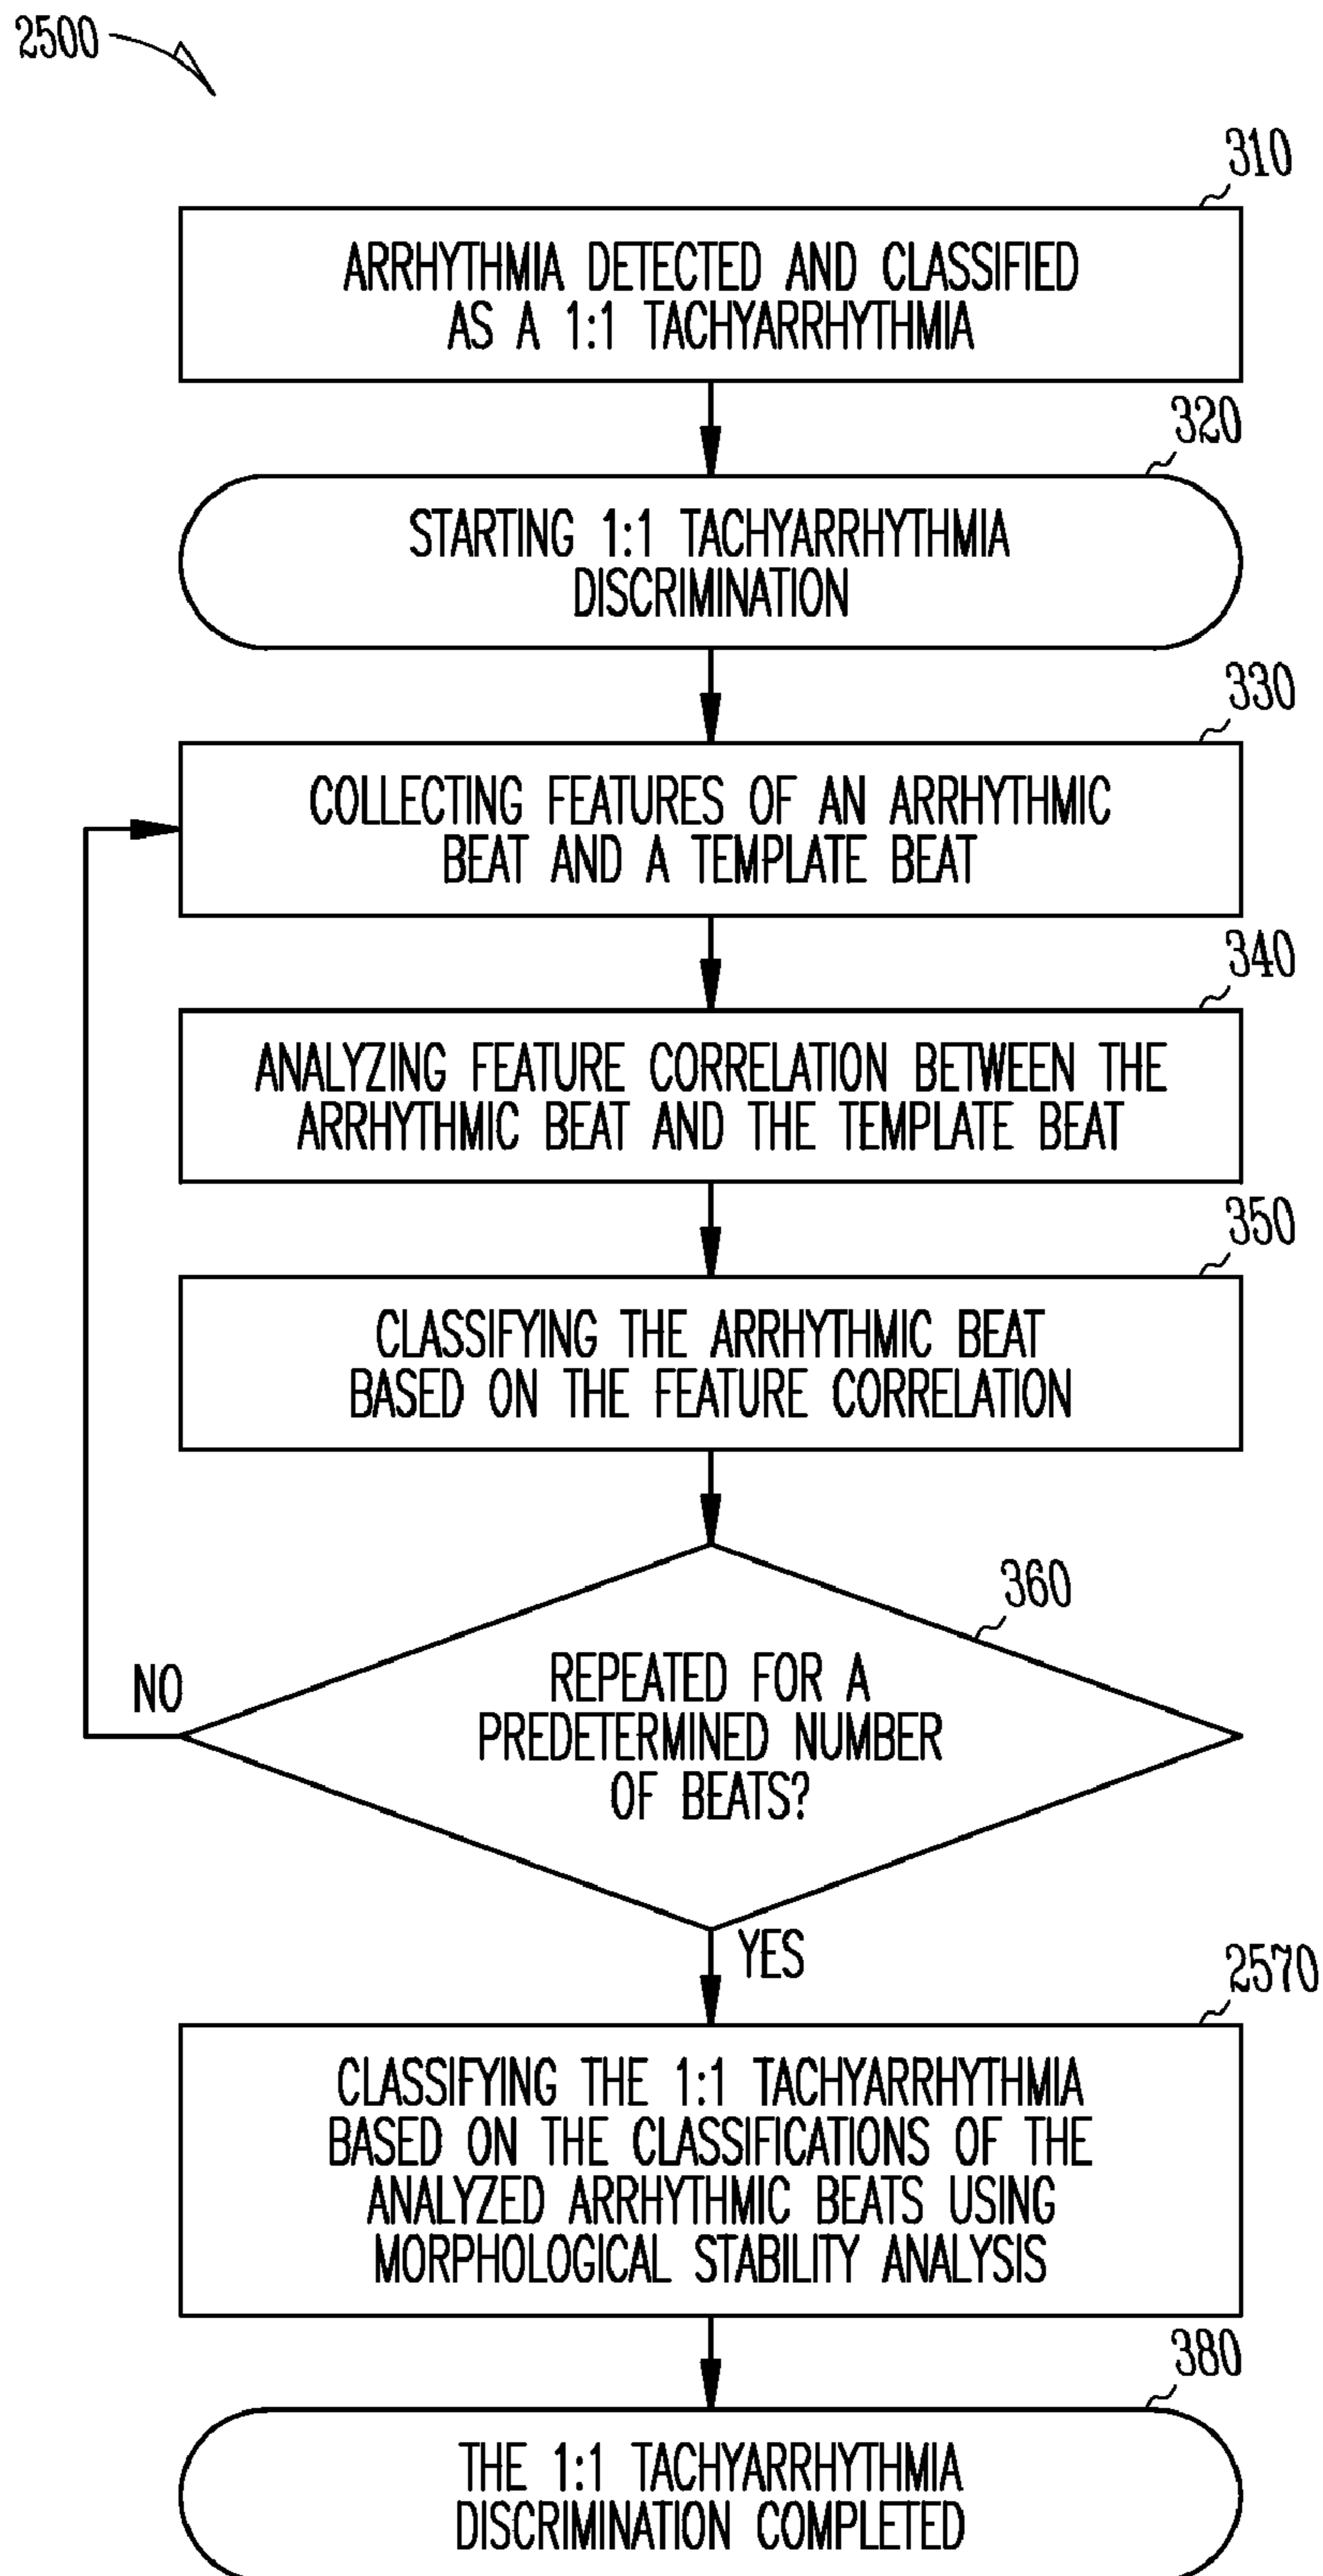 2500
310
ARRHYTHMIA DETECTED AND CLASSIFIED
AS A 1:1 TACHYARRHYTHMIA
320
STARTING 1:1 TACHYARRHYTHMIA
DISCRIMINATION
330
COLLECTING FEATURES OF AN ARRHYTHMIC
BEAT AND A TEMPLATE BEAT
340
ANALYZING FEATURE CORRELATION BETWEEN THE
ARRHYTHMIC BEAT AND THE TEMPLATE BEAT
350
CLASSIFYING THE ARRHYTHMIC BEAT
BASED ON THE FEATURE CORRELATION
360
REPEATED FOR A
PREDETERMINED NUMBER
OF BEATS?
NO
YES
2570
CLASSIFYING THE 1:1 TACHYARRHYTHMIA
BASED ON THE CLASSIFICATIONS OF THE
ANALYZED ARRHYTHMIC BEATS USING
MORPHOLOGICAL STABILITY ANALYSIS
380
THE 1:1 TACHYARRHYTHMIA
DISCRIMINATION COMPLETED